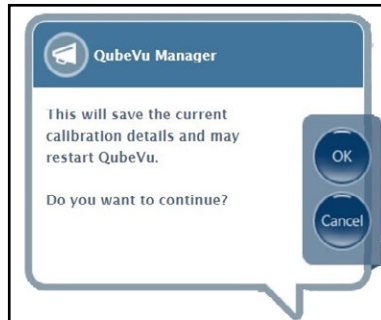 QubeVu Manager
This will save the current
calibration details and may
restart QubeVu.
Do you want to continue?
OK
Cancel